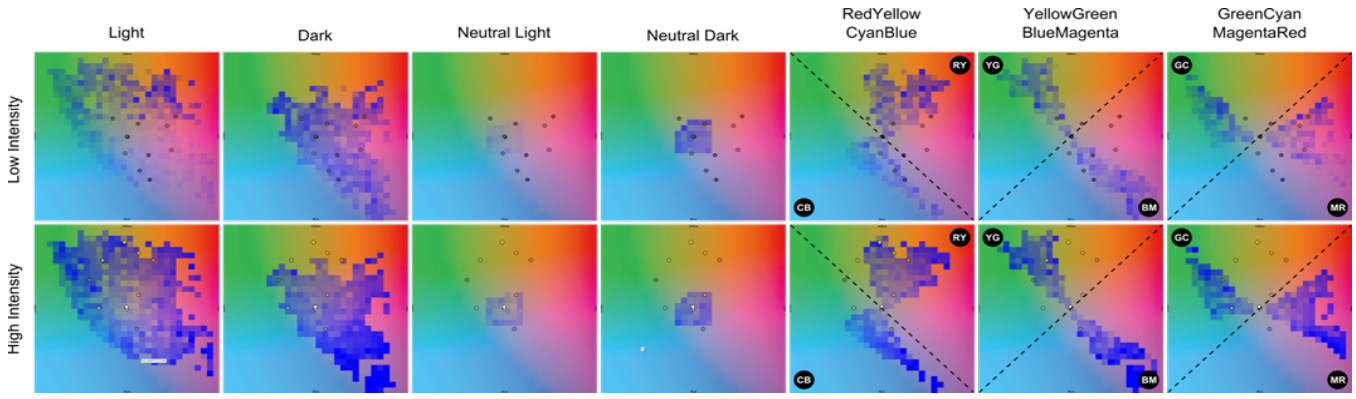 Light
Dark
Neutral Light
Neutral Dark
RedYellow
CyanBlue
YellowGreen
BlueMagenta
GreenCyan
MagentaRed
Low Intensity
RY
CB
YG
BM
GC
MR
High Intensity
RY
CB
YG
BM
GC
MR